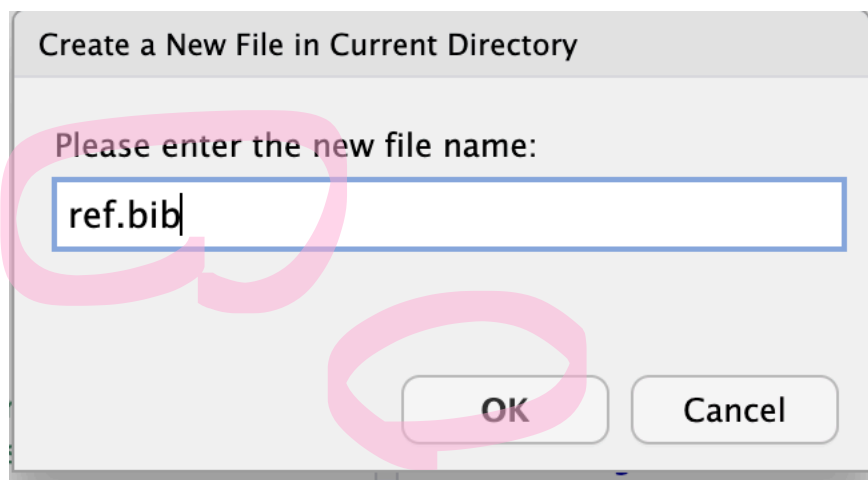 Create a New File in Current Directory
Please enter the new file name:
ref.bib
OK Cancel